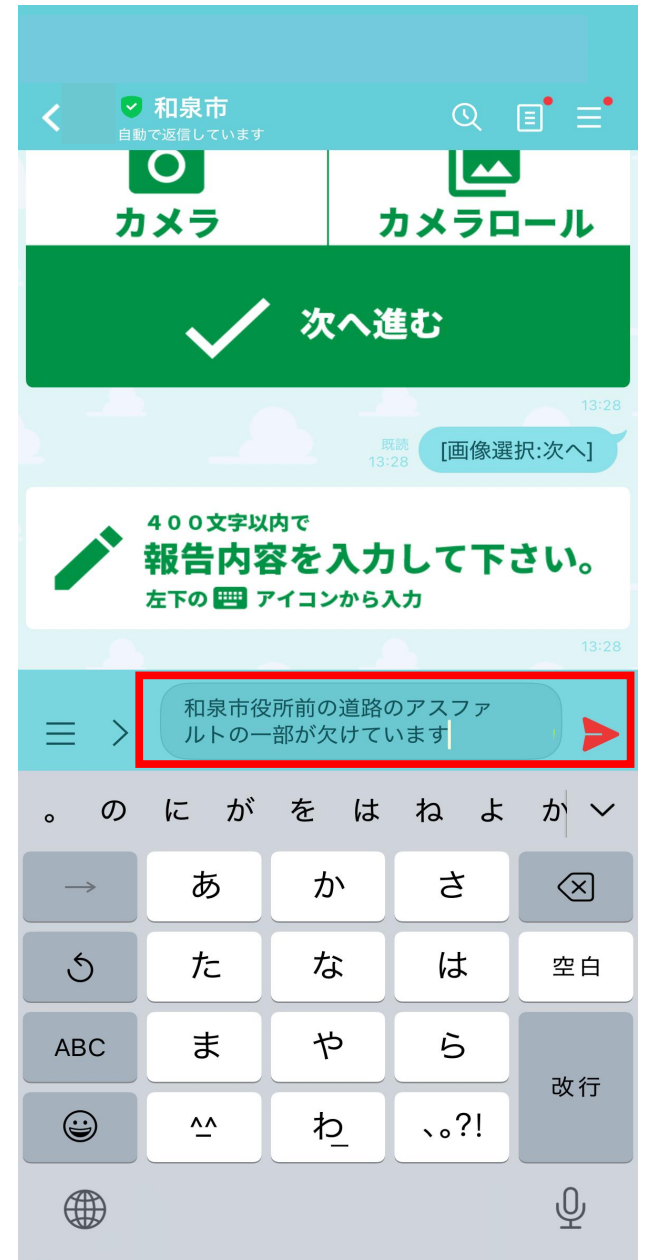 和泉市
自動で返信しています
カメラ カメラロール
次へ進む
13:28
既読
13:28
[画像選択:次へ]
400文字以内で
報告内容を入力して下さい。
左下の アイコンから入力
13:28
和泉市役所前の道路のアスファ
ルトの一部が欠けています
。 の に が を は ね よ か
→ あ か さ
た な は 空白
ABC ま や ら
改行
^^ わ 、。?!